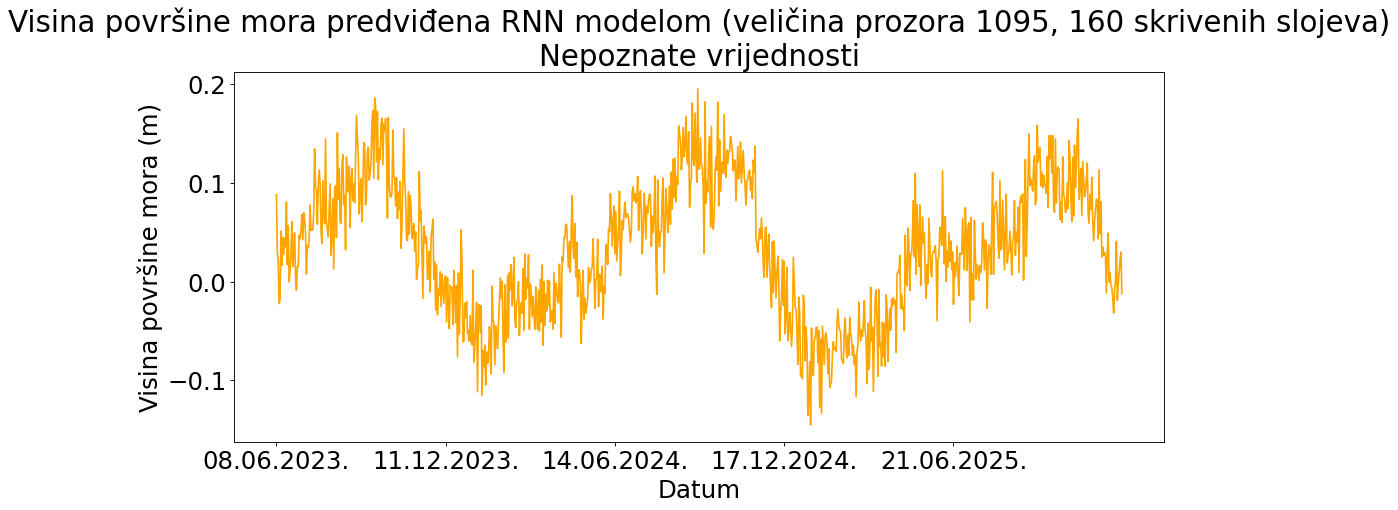 Visina površine mora predviđena RNN modelom (veličina prozora 1095, 160 skrivenih slojeva)
Nepoznate vrijednosti
Visina površine mora (m)
0.2
0.1
0.0
−0.1
08.06.2023. 11.12.2023. 14.06.2024. 17.12.2024. 21.06.2025.
Datum